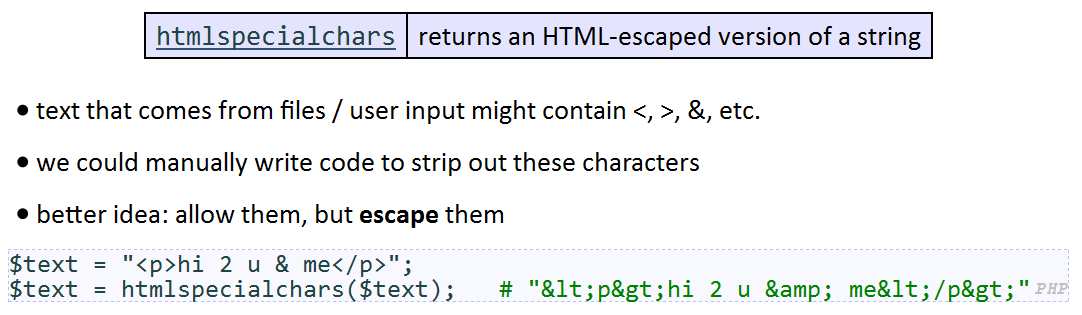 htmlspecialchars returns an HTML-escaped version of a string
• text that comes from files / user input might contain <, >, &, etc.
• we could manually write code to strip out these characters
• better idea: allow them, but escape them
$text = "<p>hi 2 u & me</p>";
$text = htmlspecialchars($text);   # "&lt;p&gt;hi 2 u &amp; me&lt;/p&gt;" PHP